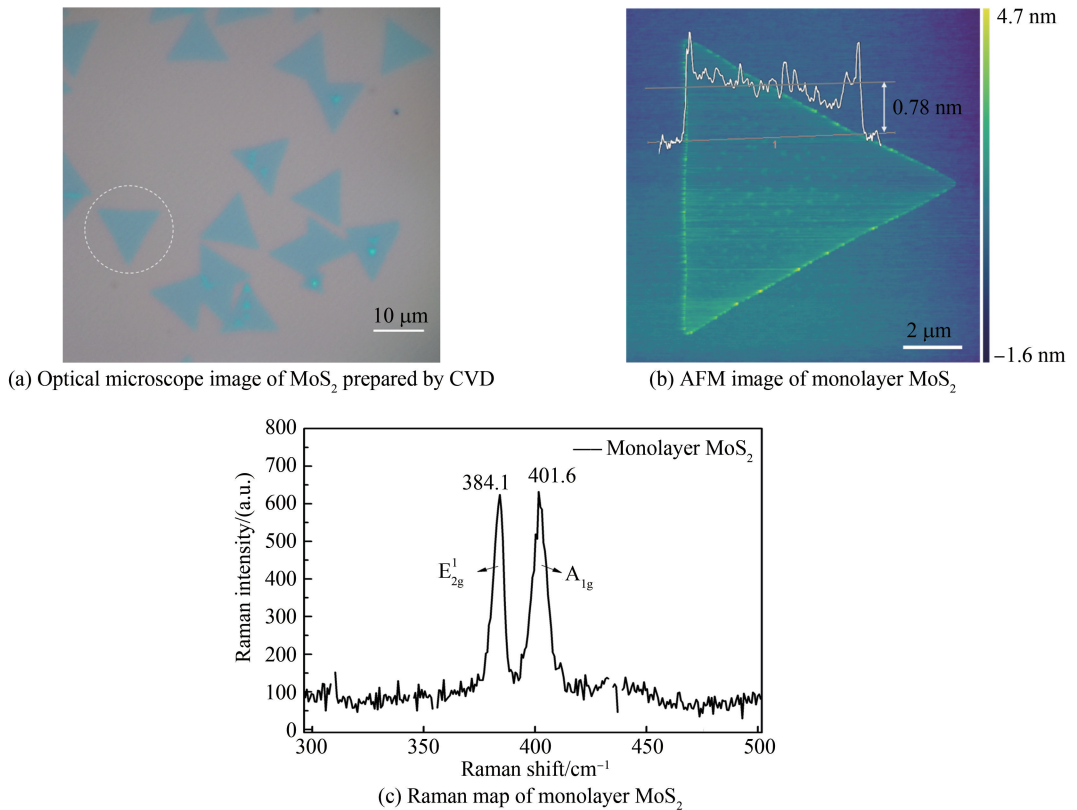 4.7 nm
0.78 nm
1
10 μm
2 μm
−1.6 nm
(a) Optical microscope image of MoS₂ prepared by CVD
(b) AFM image of monolayer MoS₂
800
700
600
500
400
300
200
100
0
Raman intensity/(a.u.)
Monolayer MoS₂
384.1
401.6
E¹₂g
A₁g
300
350
400
450
500
Raman shift/cm⁻¹
(c) Raman map of monolayer MoS₂